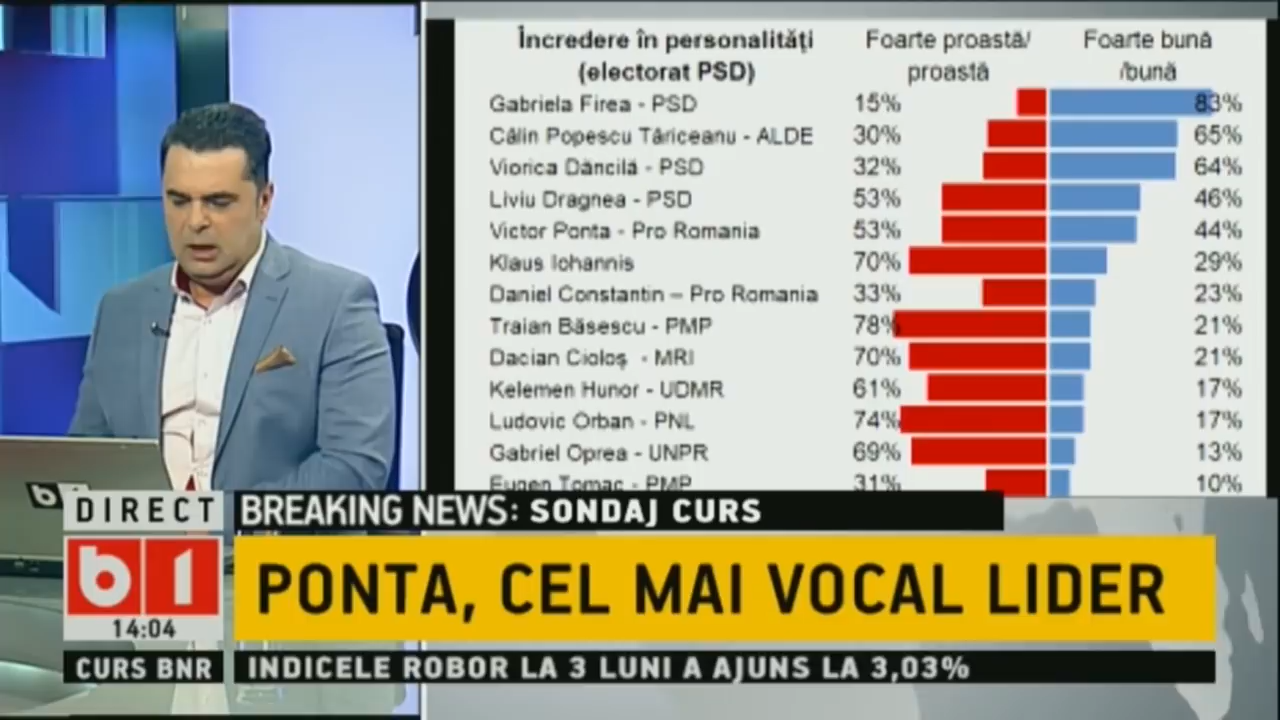 Încredere în personalități
(electorat PSD)
Foarte proastă/
proastă
Foarte bună
/bună
Gabriela Firea - PSD 15% 83%
Călin Popescu Tăriceanu - ALDE 30% 65%
Viorica Dăncilă - PSD 32% 64%
Liviu Dragnea - PSD 53% 46%
Victor Ponta - Pro Romania 53% 44%
Klaus Iohannis 70% 29%
Daniel Constantin – Pro Romania 33% 23%
Traian Băsescu - PMP 78% 21%
Dacian Cioloș - MRI 70% 21%
Kelemen Hunor - UDMR 61% 17%
Ludovic Orban - PNL 74% 17%
Gabriel Oprea - UNPR 69% 13%
Eugen Tomac - PMP 31% 10%
b1
DIRECT
BREAKING NEWS: SONDAJ CURS
b1
PONTA, CEL MAI VOCAL LIDER
14:04
CURS BNR
INDICELE ROBOR LA 3 LUNI A AJUNS LA 3,03%